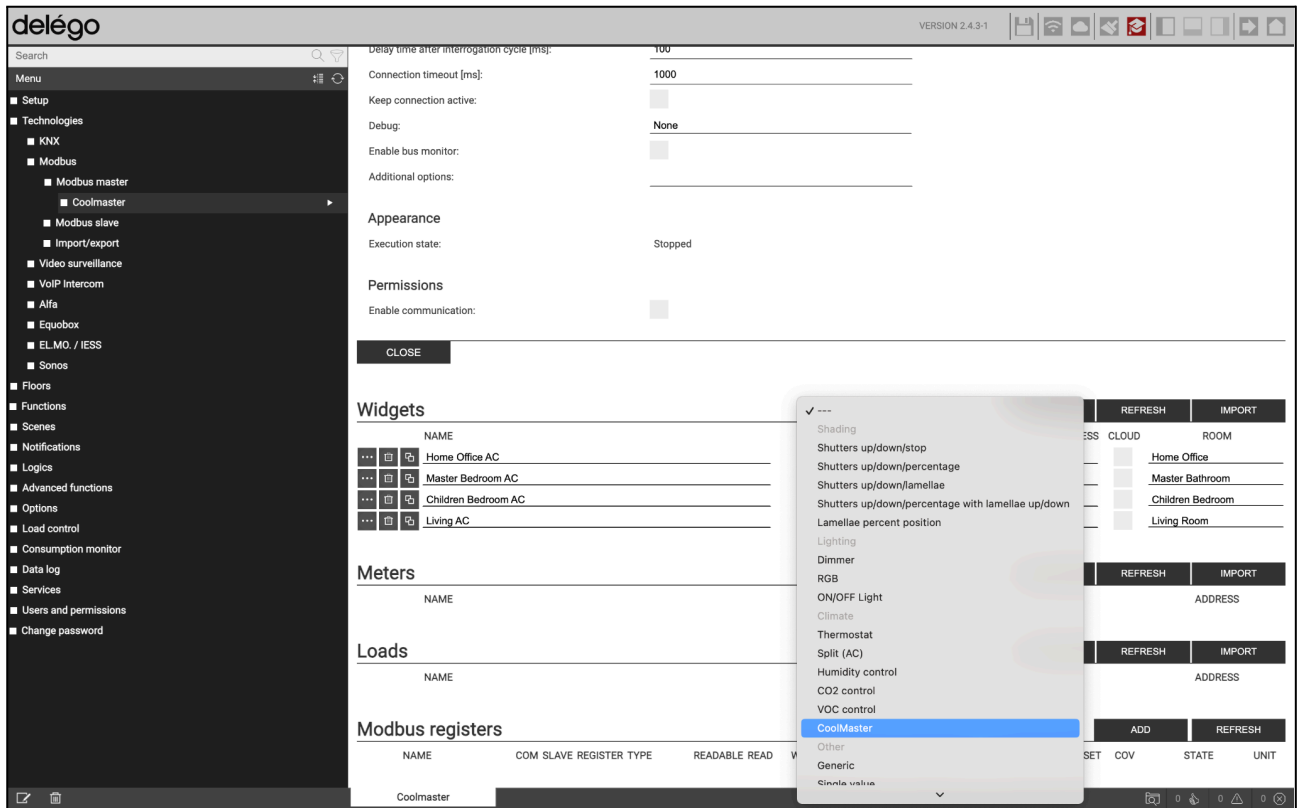 delégo
VERSION 2.4.3-1
Search
Menu
Setup
Technologies
KNX
Modbus
Modbus master
Coolmaster
Modbus slave
Import/export
Video surveillance
VoIP Intercom
Alfa
Equobox
EL.MO. / IESS
Sonos
Floors
Functions
Scenes
Notifications
Logics
Advanced functions
Options
Load control
Consumption monitor
Data log
Services
Users and permissions
Change password
Delay time after interrogation cycle [ms]: 100
Connection timeout [ms]: 1000
Keep connection active:
Debug: None
Enable bus monitor:
Additional options:
Appearance
Execution state: Stopped
Permissions
Enable communication:
CLOSE
Widgets REFRESH IMPORT
NAME CLOUD ROOM
Home Office AC Home Office
Master Bedroom AC Master Bathroom
Children Bedroom AC Children Bedroom
Living AC Living Room
Meters REFRESH IMPORT
NAME ADDRESS
Loads REFRESH IMPORT
NAME ADDRESS
Modbus registers ADD REFRESH
NAME COM SLAVE REGISTER TYPE READABLE READ COV STATE UNIT
✓ ---
Shading
Shutters up/down/stop
Shutters up/down/percentage
Shutters up/down/lamellae
Shutters up/down/percentage with lamellae up/down
Lamellae percent position
Lighting
Dimmer
RGB
ON/OFF Light
Climate
Thermostat
Split (AC)
Humidity control
CO2 control
VOC control
CoolMaster
Other
Generic
Single value
Coolmaster
0 0 0